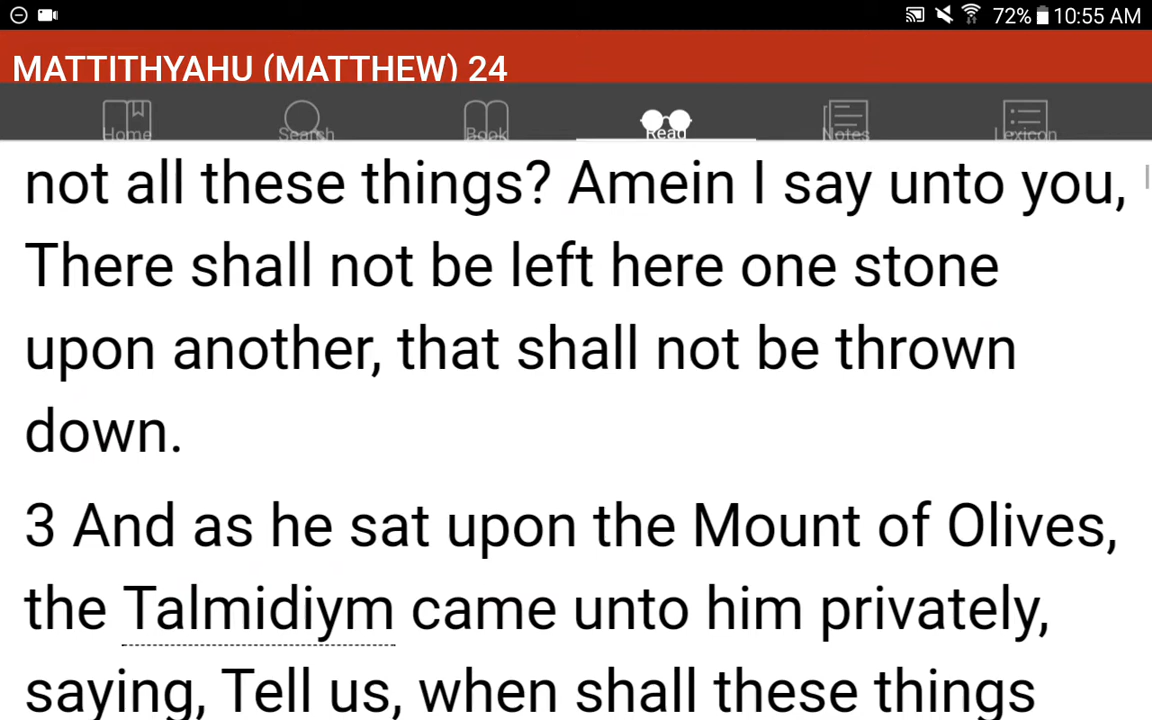 72% 10:55 AM
MATTITHYAHU (MATTHEW) 24
Home Search Book Read Notes Lexicon
not all these things? Amein I say unto you,
There shall not be left here one stone
upon another, that shall not be thrown
down.
3 And as he sat upon the Mount of Olives,
the Talmidiym came unto him privately,
saying, Tell us, when shall these things